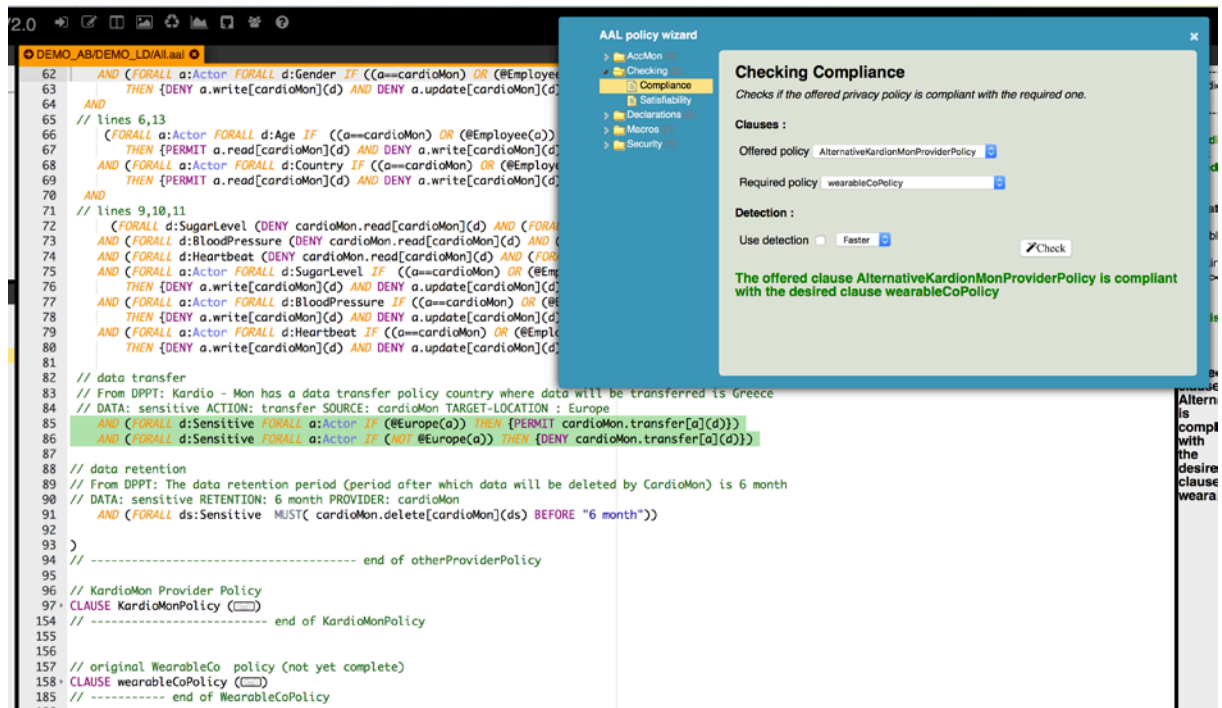 /2.0
DEMO_AB/DEMO_LD/All.aal
62 AND (FORALL a:Actor FORALL d:Gender IF ((a==cardioMon) OR (@Employee
63 THEN {DENY a.write[cardioMon](d) AND DENY a.update[cardioMon](d)
64 AND
65 // lines 6,13
66 (FORALL a:Actor FORALL d:Age IF ((a==cardioMon) OR (@Employee(a))
67 THEN {PERMIT a.read[cardioMon](d) AND DENY a.write[cardioMon](d)
68 AND (FORALL a:Actor FORALL d:Country IF ((a==cardioMon) OR (@Employe
69 THEN {PERMIT a.read[cardioMon](d) AND DENY a.write[cardioMon](d)
70 AND
71 // lines 9,10,11
72 (FORALL d:SugarLevel (DENY cardioMon.read[cardioMon](d) AND (FORA
73 AND (FORALL d:BloodPressure (DENY cardioMon.read[cardioMon](d) AND (
74 AND (FORALL d:Heartbeat (DENY cardioMon.read[cardioMon](d) AND (FOR
75 AND (FORALL a:Actor FORALL d:SugarLevel IF ((a==cardioMon) OR (@Emp
76 THEN {DENY a.write[cardioMon](d) AND DENY a.update[cardioMon](d)
77 AND (FORALL a:Actor FORALL d:BloodPressure IF ((a==cardioMon) OR (@E
78 THEN {DENY a.write[cardioMon](d) AND DENY a.update[cardioMon](d)
79 AND (FORALL a:Actor FORALL d:Heartbeat IF ((a==cardioMon) OR (@Emplo
80 THEN {DENY a.write[cardioMon](d) AND DENY a.update[cardioMon](d)
81
82 // data transfer
83 // From DPPT: Kardio - Mon has a data transfer policy country where data will be transferred is Greece
84 // DATA: sensitive ACTION: transfer SOURCE: cardioMon TARGET-LOCATION : Europe
85 AND (FORALL d:Sensitive FORALL a:Actor IF (@Europe(a)) THEN {PERMIT cardioMon.transfer[a](d)})
86 AND (FORALL d:Sensitive FORALL a:Actor IF (NOT @Europe(a)) THEN {DENY cardioMon.transfer[a](d)})
87
88 // data retention
89 // From DPPT: The data retention period (period after which data will be deleted by CardioMon) is 6 month
90 // DATA: sensitive RETENTION: 6 month PROVIDER: cardioMon
91 AND (FORALL ds:Sensitive MUST( cardioMon.delete[cardioMon](ds) BEFORE "6 month"))
92
93 )
94 // ------------------------------------- end of otherProviderPolicy
95
96 // KardioMon Provider Policy
97 CLAUSE KardioMonPolicy ()
154 // ------------------------- end of KardioMonPolicy
155
156
157 // original WearableCo policy (not yet complete)
158 CLAUSE wearableCoPolicy ()
185 // ----------- end of WearableCoPolicy
AAL policy wizard
AccMon
Checking
Compliance
Satisfiability
Declarations
Macros
Security
Checking Compliance
Checks if the offered privacy policy is compliant with the required one.
Clauses :
Offered policy AlternativeKardionMonProviderPolicy
Required policy wearableCoPolicy
Detection :
Use detection Faster
Check
The offered clause AlternativeKardionMonProviderPolicy is compliant
with the desired clause wearableCoPolicy
clause
Altern
is
compl
with
the
desire
clause
weara